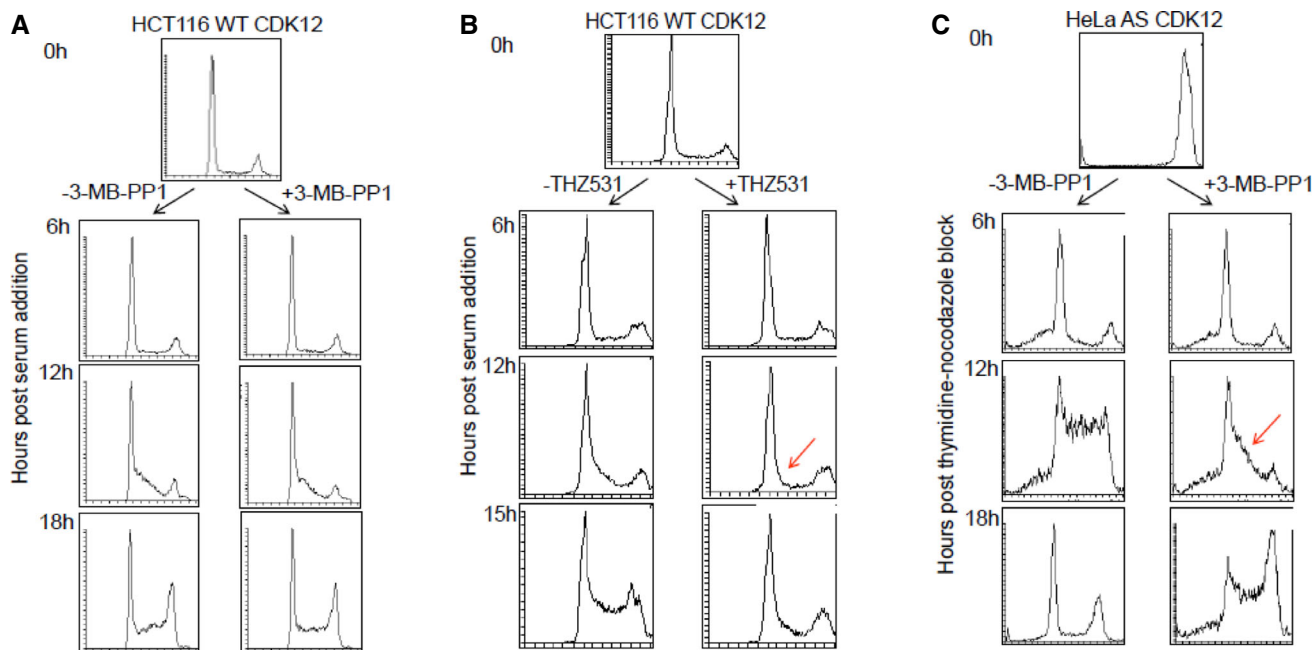 A
HCT116 WT CDK12
0h
-3-MB-PP1
+3-MB-PP1
6h
12h
18h
Hours post serum addition
B
HCT116 WT CDK12
0h
-THZ531
+THZ531
6h
12h
15h
Hours post serum addition
C
HeLa AS CDK12
0h
-3-MB-PP1
+3-MB-PP1
6h
12h
18h
Hours post thymidine-nocodazole block